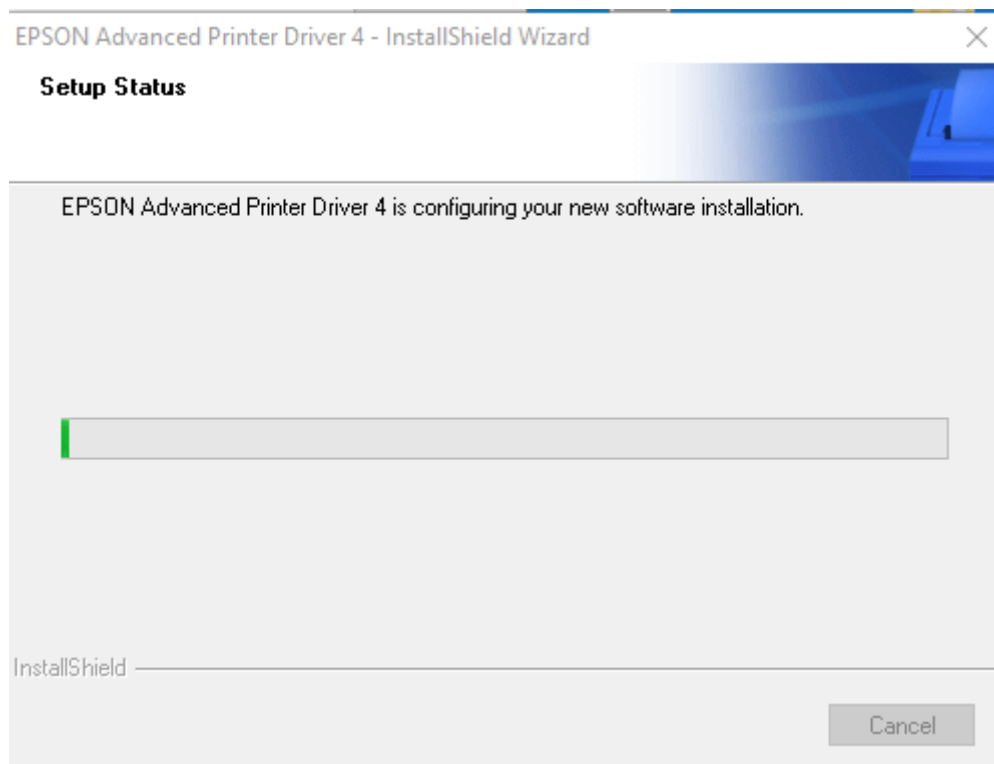 EPSON Advanced Printer Driver 4 - InstallShield Wizard
Setup Status
EPSON Advanced Printer Driver 4 is configuring your new software installation.
InstallShield
Cancel